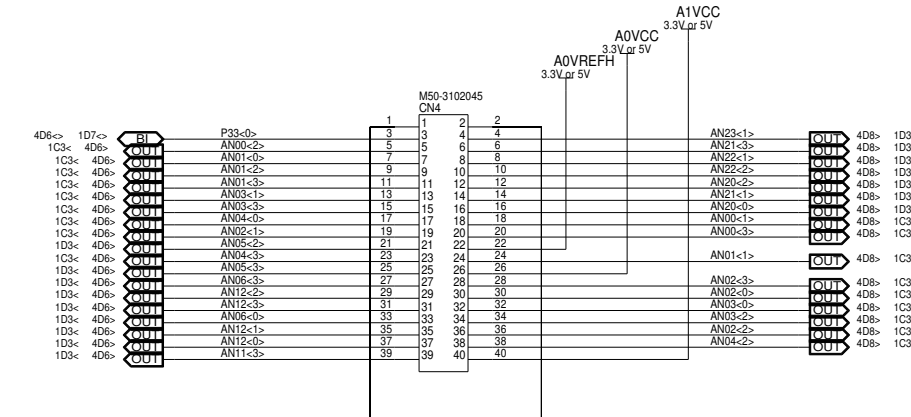 A1VCC
3.3V or 5V
A0VCC
3.3V or 5V
A0VREFH
3.3V or 5V
M50-3102045
CN4
1 1 2 2
4D6<> 1D7<> BI P33<0> 3 3 4 4 AN23<1> OUT 4D8> 1D3
1C3< 4D6> OUT AN00<2> 5 5 6 6 AN21<3> OUT 4D8> 1D3
1C3< 4D6> OUT AN01<0> 7 7 8 8 AN22<1> OUT 4D8> 1D3
1C3< 4D6> OUT AN01<2> 9 9 10 10 AN22<2> OUT 4D8> 1D3
1C3< 4D6> OUT AN01<3> 11 11 12 12 AN20<2> OUT 4D8> 1D3
1C3< 4D6> OUT AN03<1> 13 13 14 14 AN21<1> OUT 4D8> 1D3
1C3< 4D6> OUT AN03<3> 15 15 16 16 AN20<0> OUT 4D8> 1D3
1C3< 4D6> OUT AN04<0> 17 17 18 18 AN00<1> OUT 4D8> 1C3
1C3< 4D6> OUT AN02<1> 19 19 20 20 AN00<3> OUT 4D8> 1C3
1D3< 4D6> OUT AN05<2> 21 21 22 22
1C3< 4D6> OUT AN04<3> 23 23 24 24 AN01<1> OUT 4D8> 1C3
1D3< 4D6> OUT AN05<3> 25 25 26 26
1D3< 4D6> OUT AN06<3> 27 27 28 28 AN02<3> OUT 4D8> 1C3
1D3< 4D6> OUT AN12<2> 29 29 30 30 AN02<0> OUT 4D8> 1C3
1D3< 4D6> OUT AN12<3> 31 31 32 32 AN03<0> OUT 4D8> 1C3
1D3< 4D6> OUT AN06<0> 33 33 34 34 AN03<2> OUT 4D8> 1C3
1D3< 4D6> OUT AN12<1> 35 35 36 36 AN02<2> OUT 4D8> 1C3
1D3< 4D6> OUT AN12<0> 37 37 38 38 AN04<2> OUT 4D8> 1C3
1D3< 4D6> OUT AN11<3> 39 39 40 40